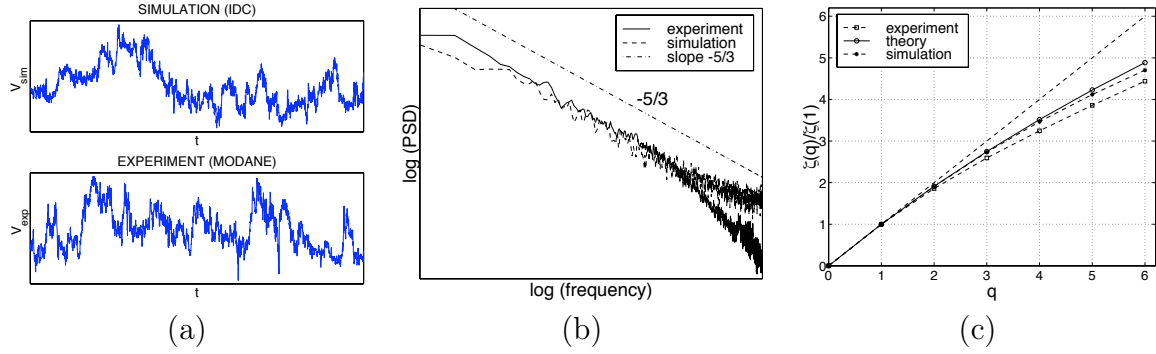 SIMULATION (IDC)
V_sim
t
EXPERIMENT (MODANE)
V_exp
t
(a)
log (PSD)
experiment
simulation
slope -5/3
-5/3
log (frequency)
(b)
ζ(q)/ζ(1)
6
5
4
3
2
1
0
experiment
theory
simulation
0 1 2 3 4 5 6
q
(c)